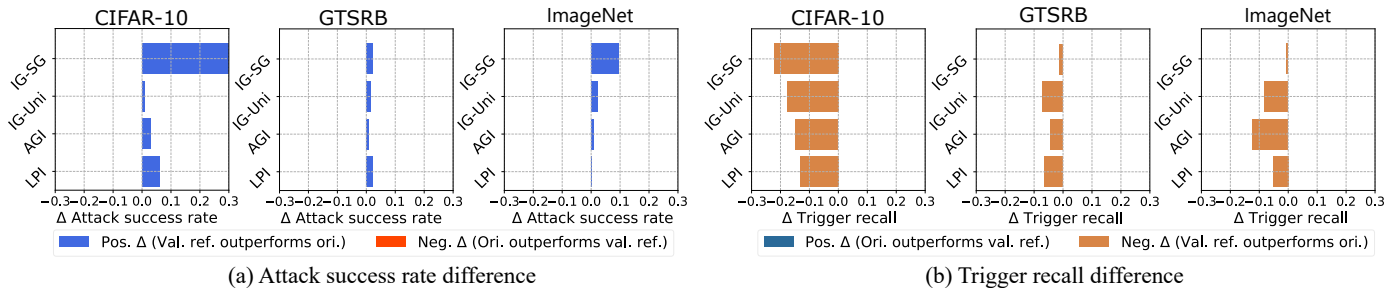 CIFAR-10
IG-SG
IG-Uni
AGI
LPI
−0.3−0.2−0.1 0.0 0.1 0.2 0.3
Δ Attack success rate
GTSRB
IG-SG
IG-Uni
AGI
LPI
−0.3−0.2−0.1 0.0 0.1 0.2 0.3
Δ Attack success rate
ImageNet
IG-SG
IG-Uni
AGI
LPI
−0.3−0.2−0.1 0.0 0.1 0.2 0.3
Δ Attack success rate
Pos. Δ (Val. ref. outperforms ori.)
Neg. Δ (Ori. outperforms val. ref.)
(a) Attack success rate difference
CIFAR-10
IG-SG
IG-Uni
AGI
LPI
−0.3−0.2−0.1 0.0 0.1 0.2 0.3
Δ Trigger recall
GTSRB
IG-SG
IG-Uni
AGI
LPI
−0.3−0.2−0.1 0.0 0.1 0.2 0.3
Δ Trigger recall
ImageNet
IG-SG
IG-Uni
AGI
LPI
−0.3−0.2−0.1 0.0 0.1 0.2 0.3
Δ Trigger recall
Pos. Δ (Ori. outperforms val. ref.)
Neg. Δ (Val. ref. outperforms ori.)
(b) Trigger recall difference